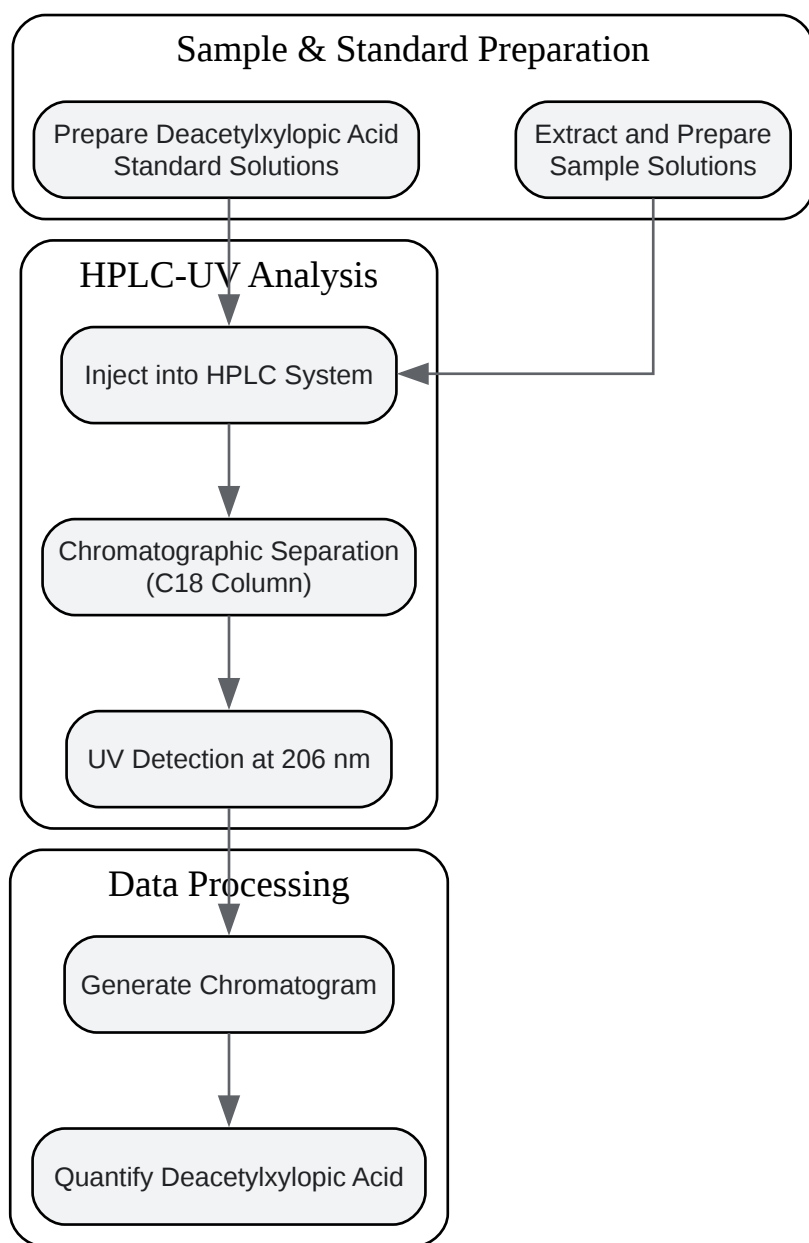 Sample & Standard Preparation
Prepare Deacetylxylopic Acid
Standard Solutions
Extract and Prepare
Sample Solutions
HPLC-UV Analysis
Inject into HPLC System
Chromatographic Separation
(C18 Column)
UV Detection at 206 nm
Data Processing
Generate Chromatogram
Quantify Deacetylxylopic Acid